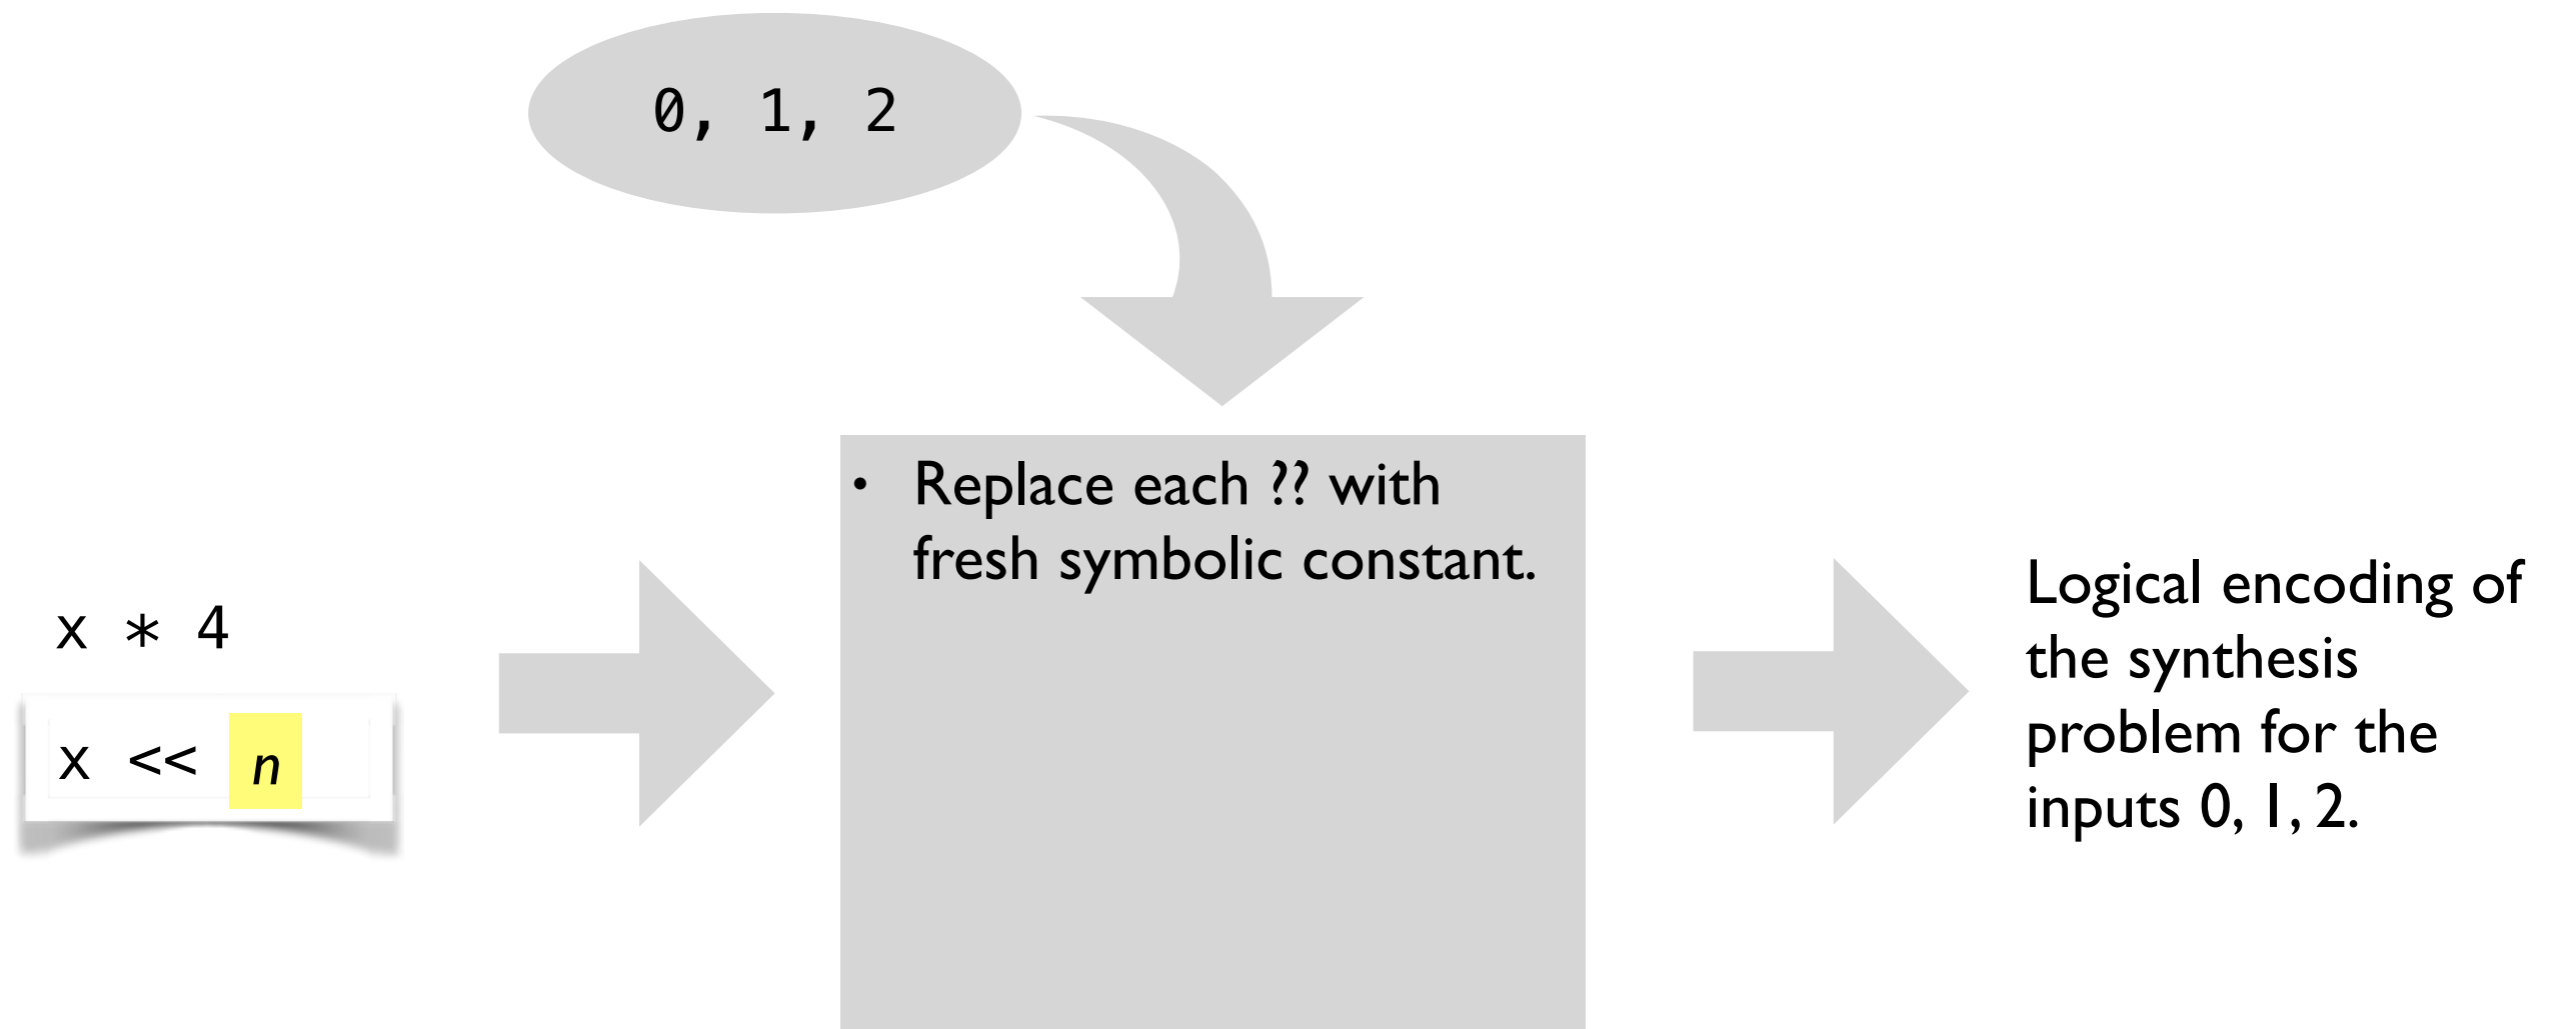 0, 1, 2
• Replace each ?? with
fresh symbolic constant.
x * 4
x << n
Logical encoding of
the synthesis
problem for the
inputs 0, 1, 2.